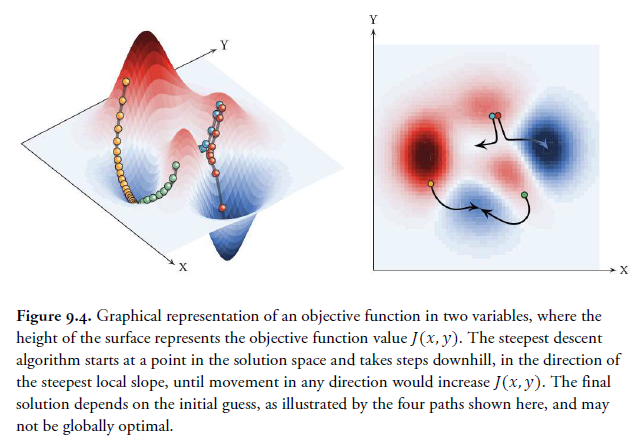 Y
X
Y
X
Figure 9.4. Graphical representation of an objective function in two variables, where the
height of the surface represents the objective function value J(x, y). The steepest descent
algorithm starts at a point in the solution space and takes steps downhill, in the direction of
the steepest local slope, until movement in any direction would increase J(x, y). The final
solution depends on the initial guess, as illustrated by the four paths shown here, and may
not be globally optimal.